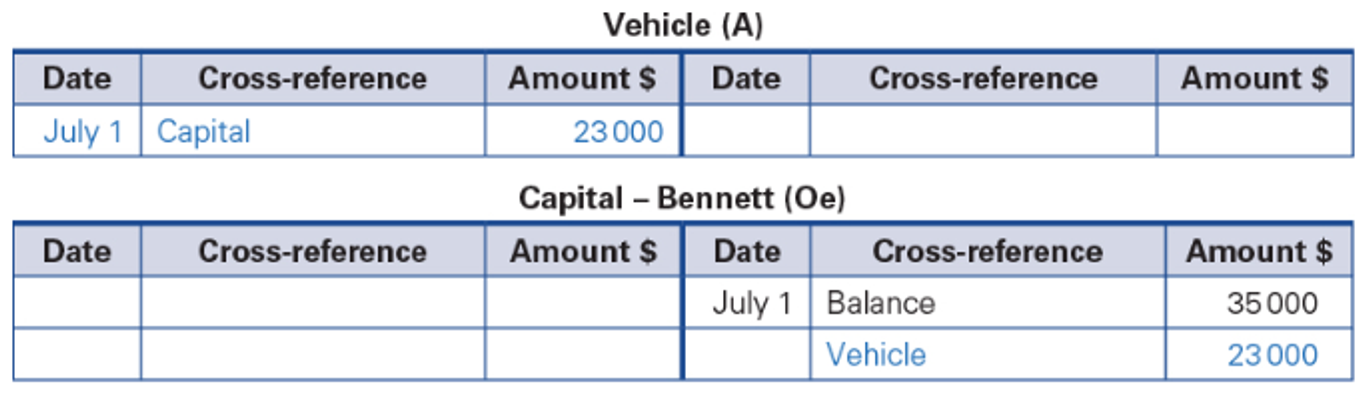 Vehicle (A)
Date Cross-reference Amount $ Date Cross-reference Amount $
July 1 Capital 23 000
Capital – Bennett (Oe)
Date Cross-reference Amount $ Date Cross-reference Amount $
July 1 Balance 35 000
Vehicle 23 000